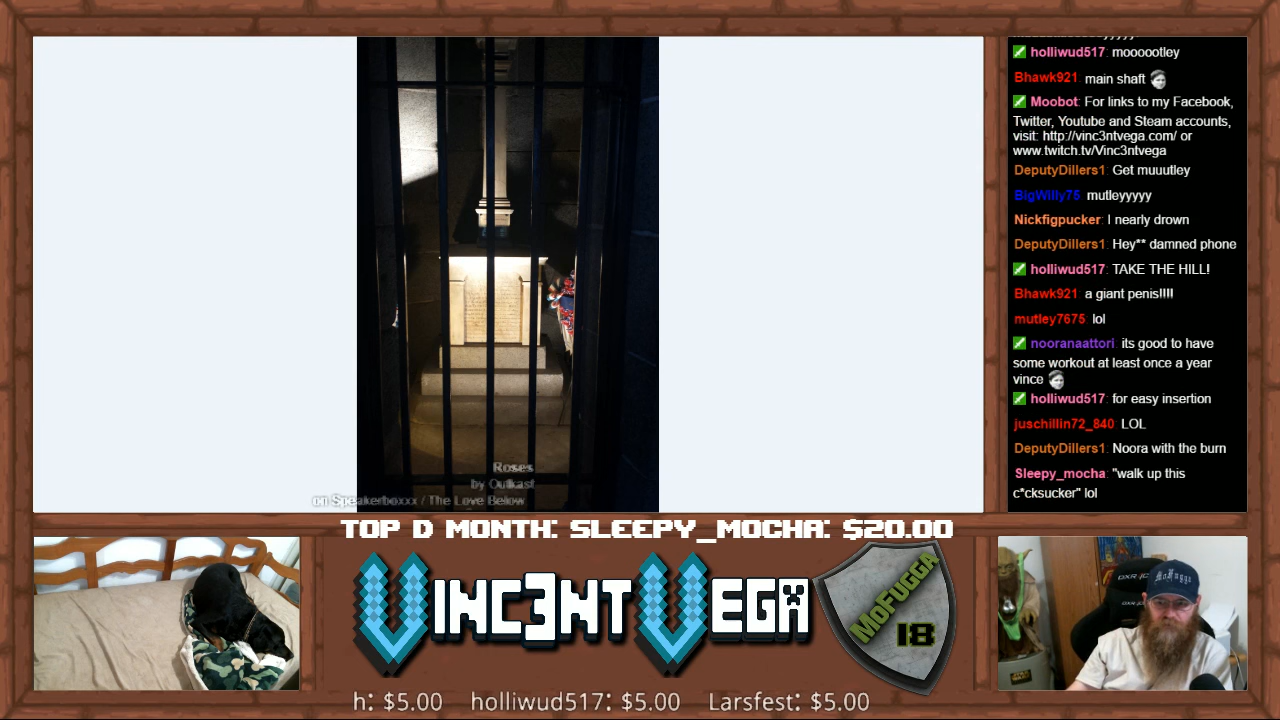 holliwud517: moooootley
Bhawk921: main shaft
Moobot: For links to my Facebook,
Twitter, Youtube and Steam accounts,
visit: http://vinc3ntvega.com/ or
www.twitch.tv/Vinc3ntvega
DeputyDillers1: Get muuutley
BigWilly75: mutleyyyyy
Nickfigpucker: I nearly drown
DeputyDillers1: Hey** damned phone
holliwud517: TAKE THE HILL!
Bhawk921: a giant penis!!!!
mutley7675: lol
nooranaattori: its good to have
some workout at least once a year
vince
holliwud517: for easy insertion
juschillin72_840: LOL
DeputyDillers1: Noora with the burn
Sleepy_mocha: "walk up this
c*cksucker" lol
Roses
by Outkast
on Speakerboxxx / The Love Below
TOP D MONTH: SLEEPY_MOCHA: $20.00
VINC3NTVEGA
MOFUGGA
18
h: $5.00 holliwud517: $5.00 Larsfest: $5.00